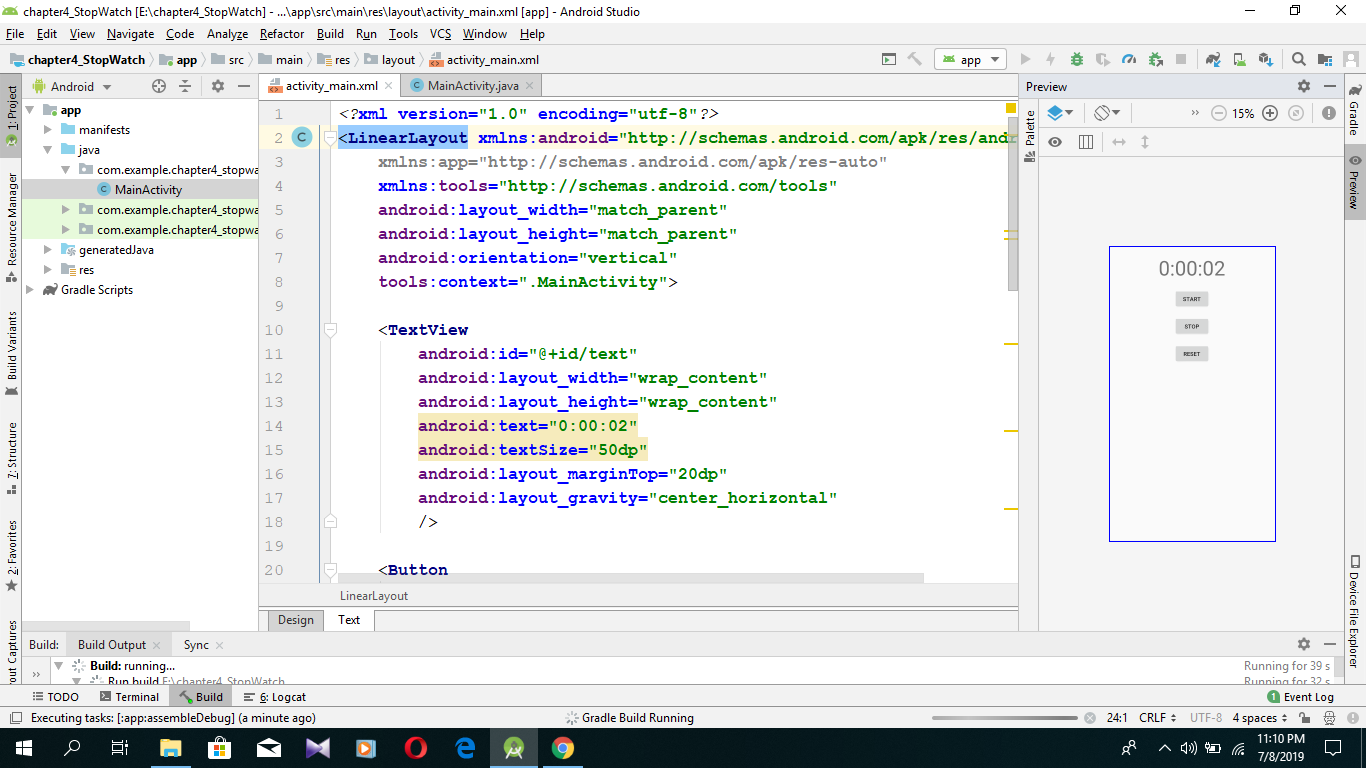 chapter4_StopWatch [E:\chapter4_StopWatch] - ...\app\src\main\res\layout\activity_main.xml [app] - Android Studio
File Edit View Navigate Code Analyze Refactor Build Run Tools VCS Window Help
chapter4_StopWatch app src main res layout activity_main.xml
app
1: Project
Resource Manager
Build Variants
7: Structure
2: Favorites
out Captures
Android
app
manifests
java
com.example.chapter4_stopwa
MainActivity
com.example.chapter4_stopwa
com.example.chapter4_stopwa
generatedJava
res
Gradle Scripts
activity_main.xml
MainActivity.java
1 <?xml version="1.0" encoding="utf-8"?>
2 <LinearLayout xmlns:android="http://schemas.android.com/apk/res/andr
3 xmlns:app="http://schemas.android.com/apk/res-auto"
4 xmlns:tools="http://schemas.android.com/tools"
5 android:layout_width="match_parent"
6 android:layout_height="match_parent"
7 android:orientation="vertical"
8 tools:context=".MainActivity">
9
10 <TextView
11 android:id="@+id/text"
12 android:layout_width="wrap_content"
13 android:layout_height="wrap_content"
14 android:text="0:00:02"
15 android:textSize="50dp"
16 android:layout_marginTop="20dp"
17 android:layout_gravity="center_horizontal"
18 />
19
20 <Button
LinearLayout
Design Text
Preview
Palette
15%
0:00:02
START
STOP
RESET
Gradle
Preview
Device File Explorer
Build: Build Output Sync
Build: running... Running for 39 s
Run build E:\chapter4_StopWatch Running for 32 s
TODO Terminal Build 6: Logcat 1 Event Log
Executing tasks: [:app:assembleDebug] (a minute ago) Gradle Build Running 24:1 CRLF UTF-8 4 spaces
11:10 PM
7/8/2019